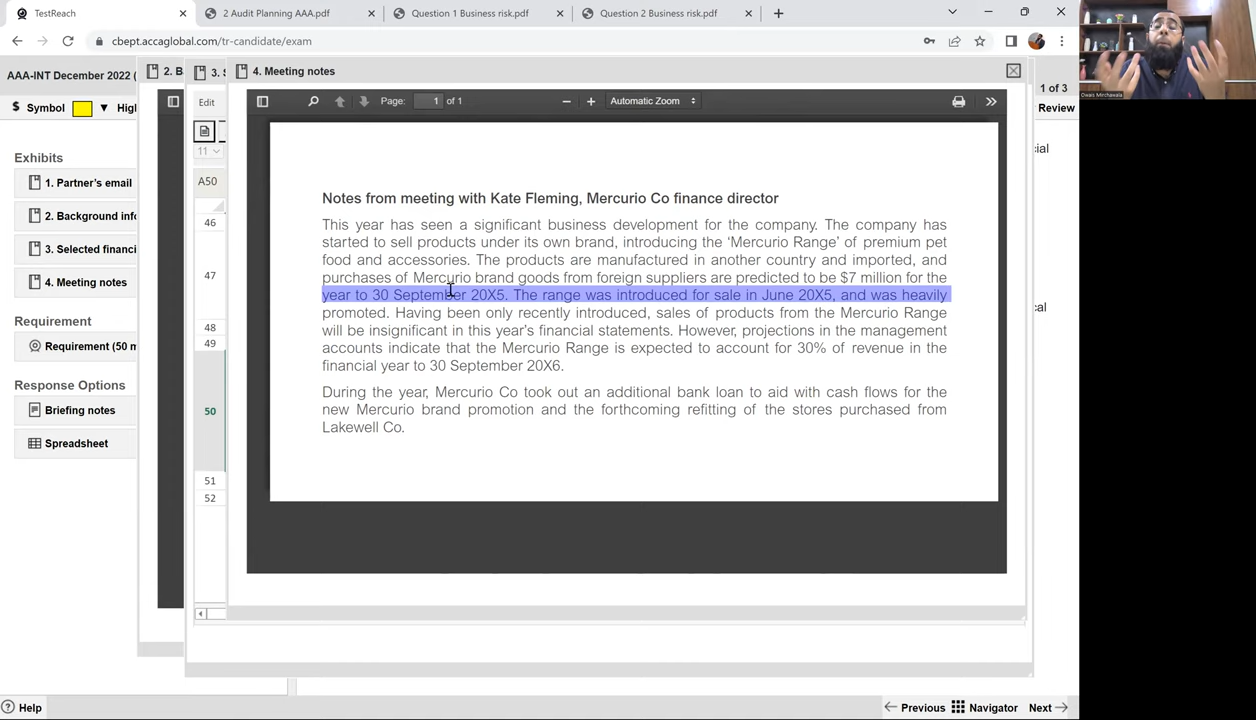 TestReach
2 Audit Planning AAA.pdf
Question 1 Business risk.pdf
Question 2 Business risk.pdf
cbept.accaglobal.com/tr-candidate/exam
AAA-INT December 2022 (
2. B
3. S
4. Meeting notes
1 of 3
Symbol
High
Edit
Page: 1 of 1
Automatic Zoom
Review
11
A50
46
47
48
49
50
51
52
Exhibits
1. Partner's email
2. Background info
3. Selected financi
4. Meeting notes
Requirement
Requirement (50 m
Response Options
Briefing notes
Spreadsheet
cial
of
Notes from meeting with Kate Fleming, Mercurio Co finance director
This year has seen a significant business development for the company. The company has
started to sell products under its own brand, introducing the 'Mercurio Range' of premium pet
food and accessories. The products are manufactured in another country and imported, and
purchases of Mercurio brand goods from foreign suppliers are predicted to be $7 million for the
year to 30 September 20X5. The range was introduced for sale in June 20X5, and was heavily
promoted. Having been only recently introduced, sales of products from the Mercurio Range
will be insignificant in this year's financial statements. However, projections in the management
accounts indicate that the Mercurio Range is expected to account for 30% of revenue in the
financial year to 30 September 20X6.
During the year, Mercurio Co took out an additional bank loan to aid with cash flows for the
new Mercurio brand promotion and the forthcoming refitting of the stores purchased from
Lakewell Co.
Help
Previous
Navigator
Next
Owais Mirchawala